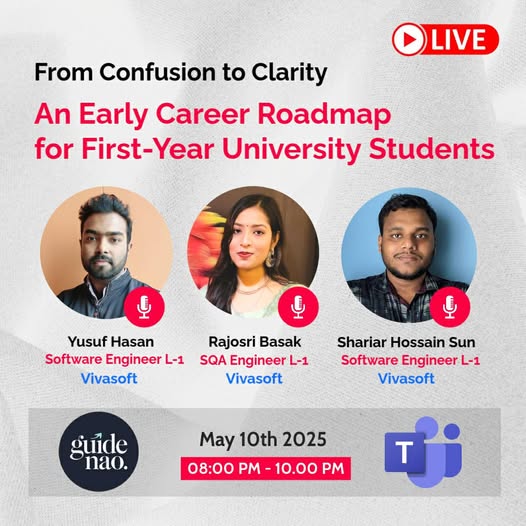 LIVE
From Confusion to Clarity
An Early Career Roadmap
for First-Year University Students
Yusuf Hasan
Software Engineer L-1
Vivasoft
Rajosri Basak
SQA Engineer L-1
Vivasoft
Shariar Hossain Sun
Software Engineer L-1
Vivasoft
guide
nao.
May 10th 2025
08:00 PM - 10.00 PM
T